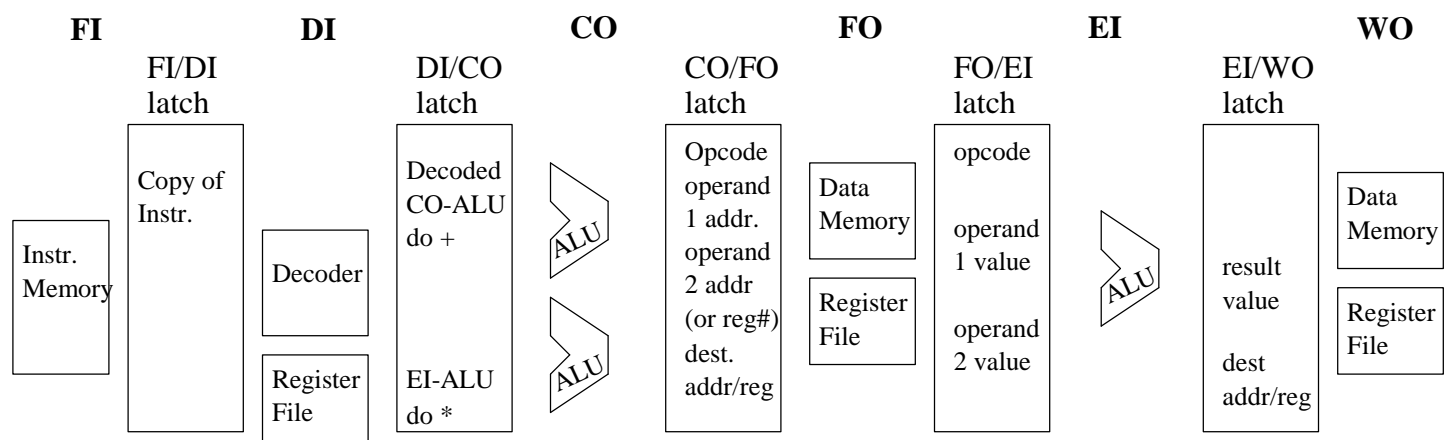 FI
DI
CO
FO
EI
WO
FI/DI
latch
DI/CO
latch
CO/FO
latch
FO/EI
latch
EI/WO
latch
Instr.
Memory
Copy of
Instr.
Decoder
Register
File
Decoded
CO-ALU
do +
EI-ALU
do *
ALU
ALU
Opcode
operand
1 addr.
operand
2 addr
(or reg#)
dest.
addr/reg
Data
Memory
Register
File
opcode
operand
1 value
operand
2 value
ALU
result
value
dest
addr/reg
Data
Memory
Register
File